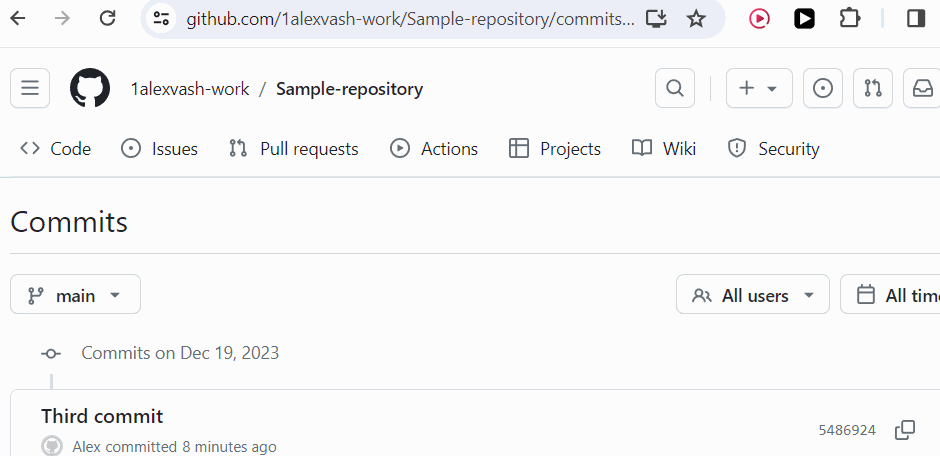 github.com/1alexvash-work/Sample-repository/commits...
1alexvash-work / Sample-repository
Code Issues Pull requests Actions Projects Wiki Security
Commits
main All users All tim
Commits on Dec 19, 2023
Third commit
5486924
Alex committed 8 minutes ago